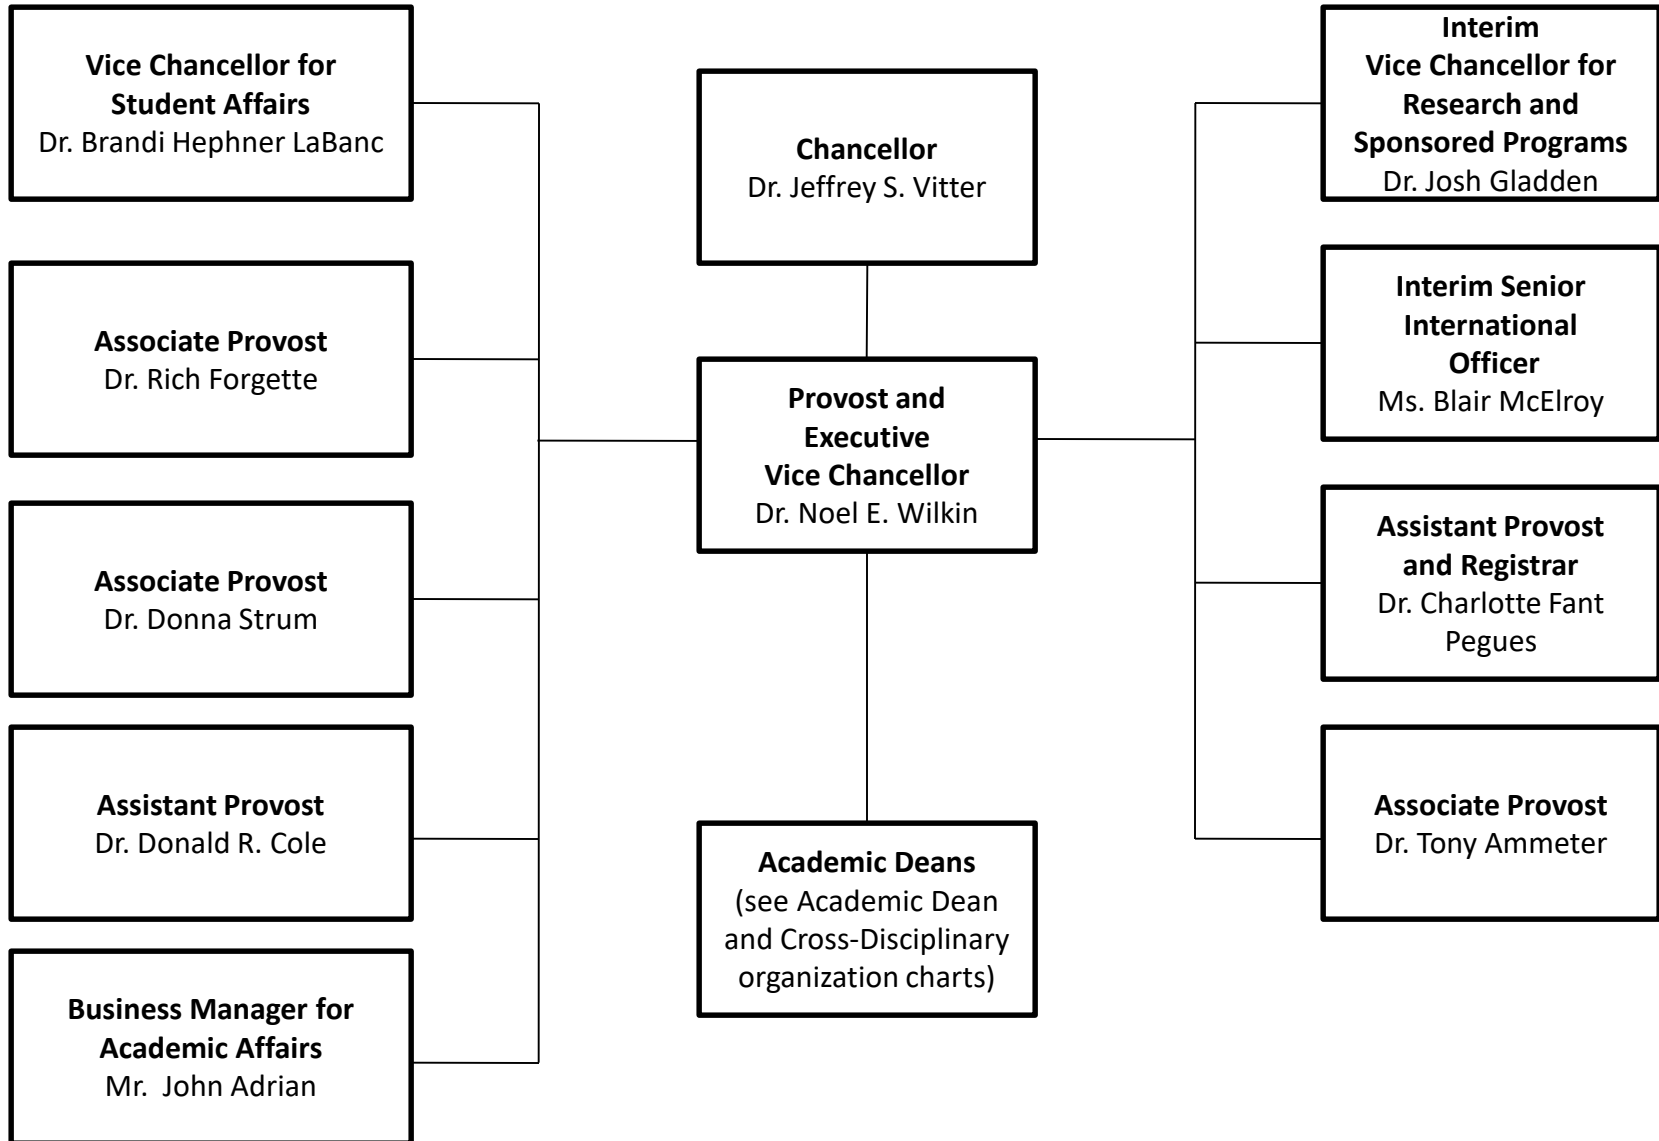 Vice Chancellor for
Student Affairs
Dr. Brandi Hephner LaBanc
Associate Provost
Dr. Rich Forgette
Associate Provost
Dr. Donna Strum
Assistant Provost
Dr. Donald R. Cole
Business Manager for
Academic Affairs
Mr.  John Adrian
Chancellor
Dr. Jeffrey S. Vitter
Provost and
Executive
Vice Chancellor
Dr. Noel E. Wilkin
Academic Deans
(see Academic Dean
and Cross-Disciplinary
organization charts)
Interim
Vice Chancellor for
Research and
Sponsored Programs
Dr. Josh Gladden
Interim Senior
International
Officer
Ms. Blair McElroy
Assistant Provost
and Registrar
Dr. Charlotte Fant
Pegues
Associate Provost
Dr. Tony Ammeter